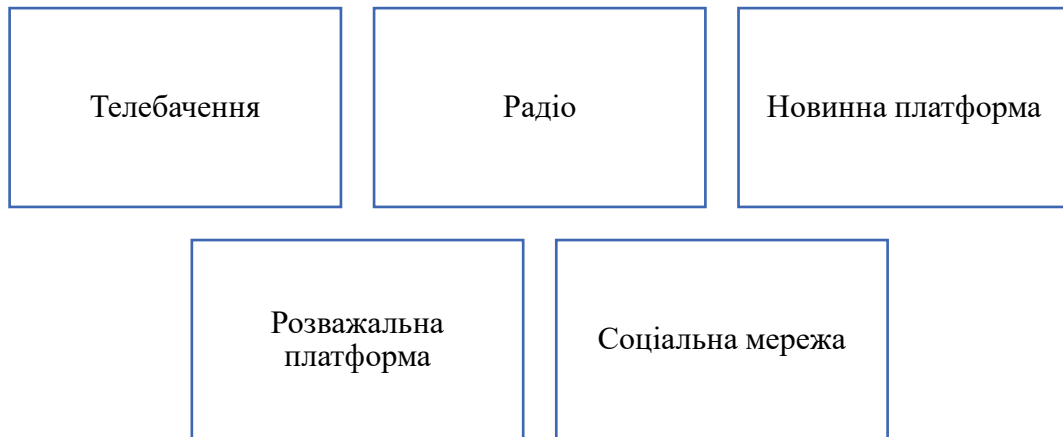 Телебачення
Радіо
Новинна платформа
Розважальна
платформа
Соціальна мережа